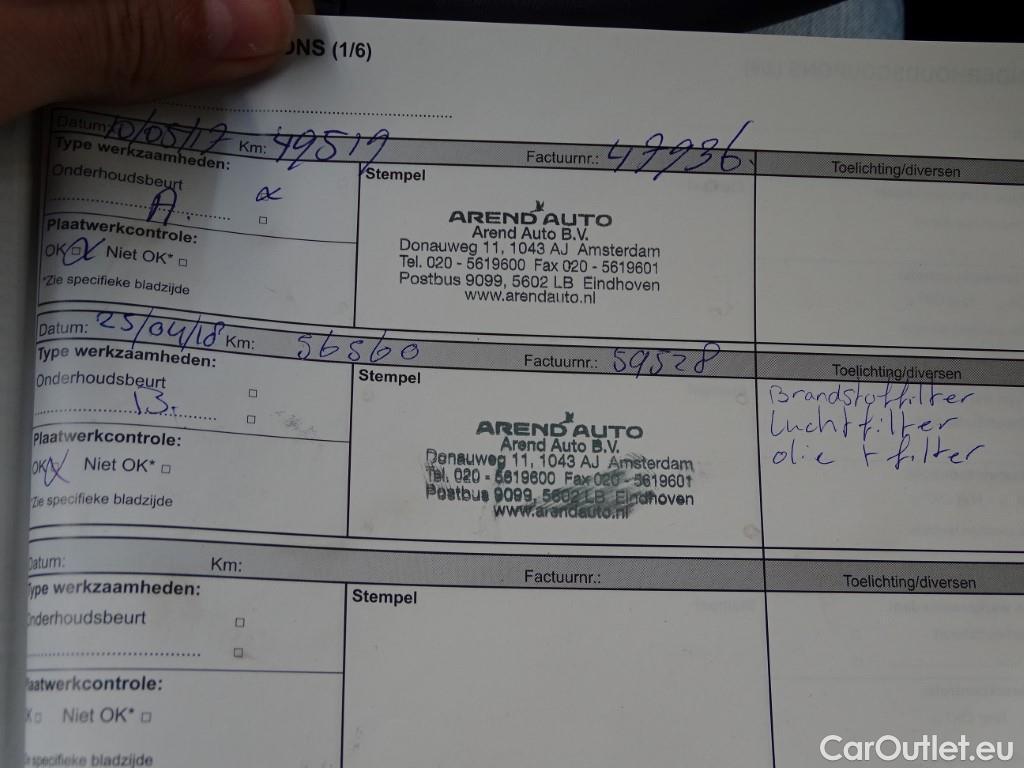 ONS (1/6)
Datum: 10/05/17 Km: 49519 Factuurnr.: 47936
Type werkzaamheden:
Onderhoudsbeurt
A.
Plaatwerkcontrole:
OK Niet OK*
*Zie specifieke bladzijde
Stempel
AREND AUTO
Arend Auto B.V.
Donauweg 11, 1043 AJ Amsterdam
Tel. 020 - 5619600 Fax 020 - 5619601
Postbus 9099, 5602 LB Eindhoven
www.arendauto.nl
Toelichting/diversen
Datum: 25/04/18 Km: 56560 Factuurnr.: 59528
Type werkzaamheden:
Onderhoudsbeurt
B.
Plaatwerkcontrole:
OK Niet OK*
*Zie specifieke bladzijde
Stempel
AREND AUTO
Arend Auto B.V.
Donauweg 11, 1043 AJ Amsterdam
Tel. 020 - 5619600 Fax 020 - 5619601
Postbus 9099, 5602 LB Eindhoven
www.arendauto.nl
Toelichting/diversen
Brandstoffilter
Luchtfilter
olie + filter
Datum: Km: Factuurnr.:
Type werkzaamheden:
Onderhoudsbeurt
Plaatwerkcontrole:
OK Niet OK*
specifieke bladzijde
Stempel
Toelichting/diversen
CarOutlet.eu